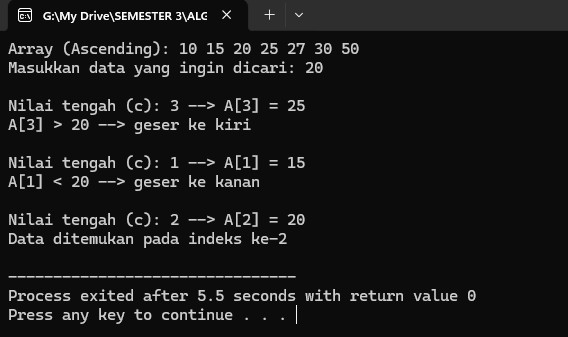 G:\My Drive\SEMESTER 3\ALG
Array (Ascending): 10 15 20 25 27 30 50
Masukkan data yang ingin dicari: 20
Nilai tengah (c): 3 --> A[3] = 25
A[3] > 20 --> geser ke kiri
Nilai tengah (c): 1 --> A[1] = 15
A[1] < 20 --> geser ke kanan
Nilai tengah (c): 2 --> A[2] = 20
Data ditemukan pada indeks ke-2
--------------------------------
Process exited after 5.5 seconds with return value 0
Press any key to continue . . .